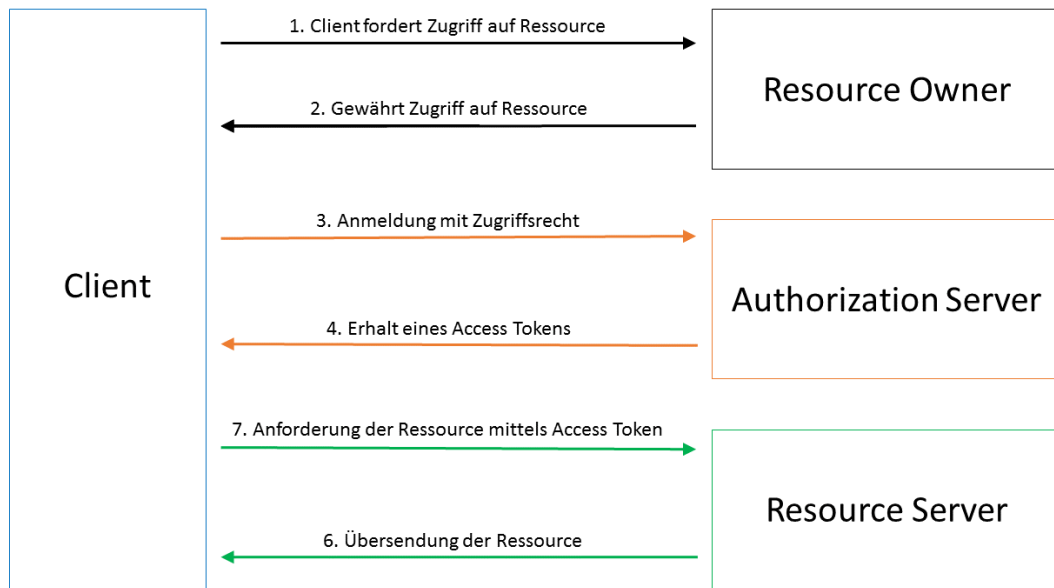 1. Client fordert Zugriff auf Ressource
Resource Owner
2. Gewährt Zugriff auf Ressource
3. Anmeldung mit Zugriffsrecht
Client
Authorization Server
4. Erhalt eines Access Tokens
7. Anforderung der Ressource mittels Access Token
Resource Server
6. Übersendung der Ressource